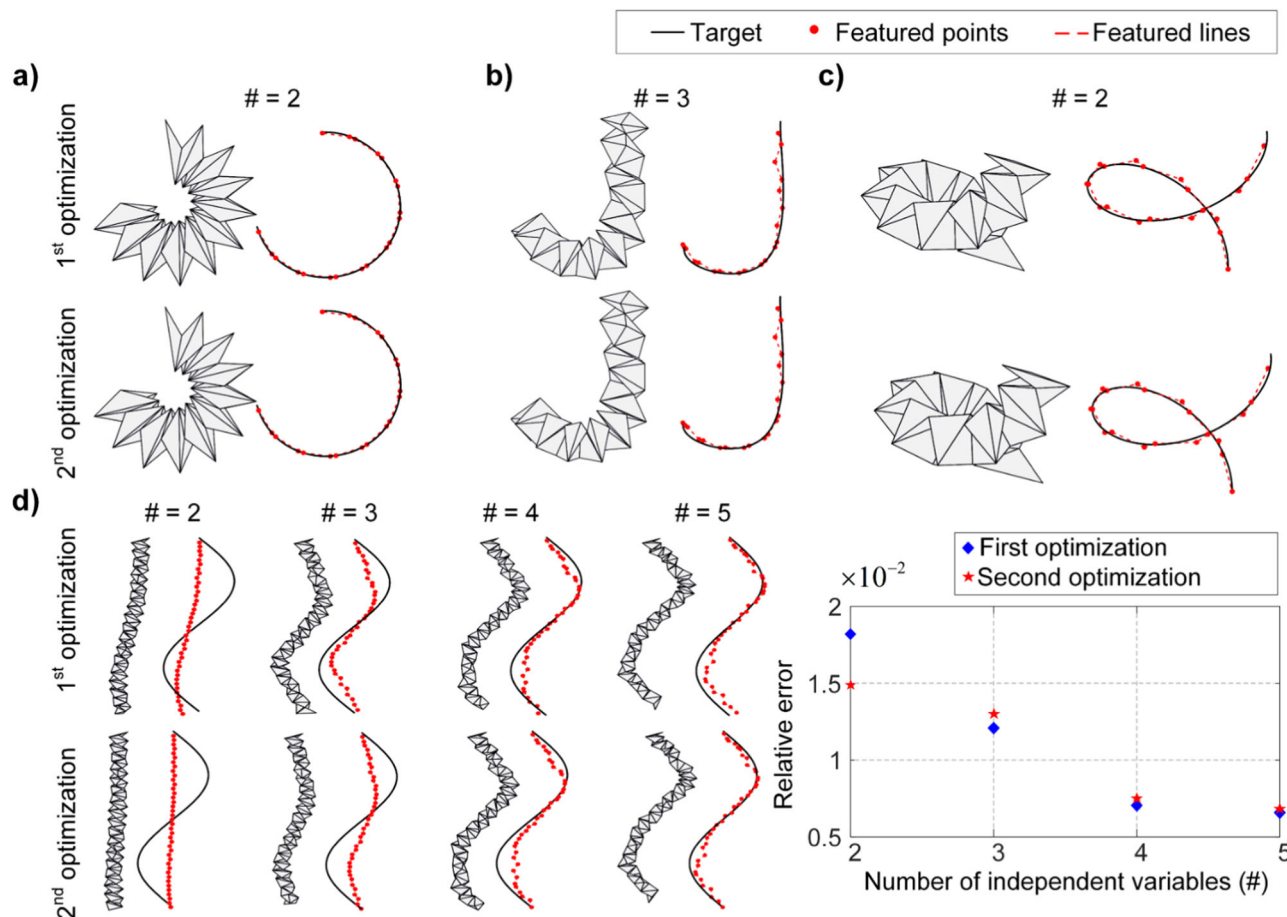 Target
Featured points
Featured lines
a)
# = 2
b)
# = 3
c)
# = 2
1st optimization
2nd optimization
d)
# = 2
# = 3
# = 4
# = 5
1st optimization
2nd optimization
First optimization
Second optimization
×10-2
2
1.5
1
0.5
Relative error
2
3
4
5
Number of independent variables (#)